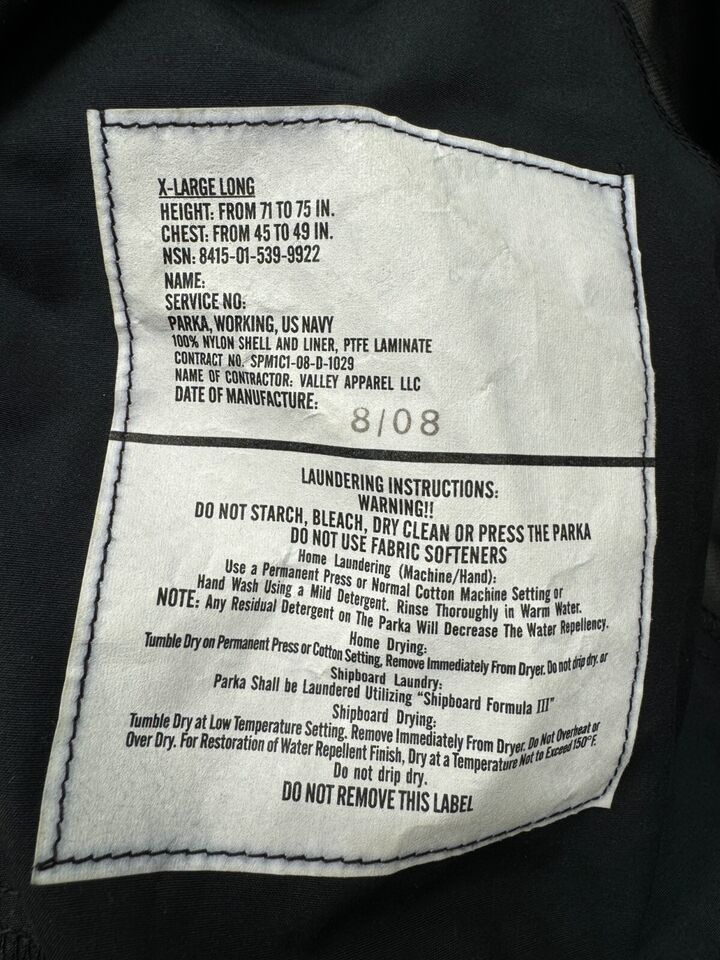 X-LARGE LONG
HEIGHT: FROM 71 TO 75 IN.
CHEST: FROM 45 TO 49 IN.
NSN: 8415-01-539-9922
NAME:
SERVICE NO:
PARKA, WORKING, US NAVY
100% NYLON SHELL AND LINER, PTFE LAMINATE
CONTRACT NO. SPM1C1-08-D-1029
NAME OF CONTRACTOR: VALLEY APPAREL LLC
DATE OF MANUFACTURE: 8/08
LAUNDERING INSTRUCTIONS:
WARNING!!
DO NOT STARCH, BLEACH, DRY CLEAN OR PRESS THE PARKA
DO NOT USE FABRIC SOFTENERS
Home Laundering (Machine/Hand):
Use a Permanent Press or Normal Cotton Machine Setting or
Hand Wash Using a Mild Detergent. Rinse Thoroughly in Warm Water.
NOTE: Any Residual Detergent on The Parka Will Decrease The Water Repellency.
Home Drying:
Tumble Dry on Permanent Press or Cotton Setting, Remove Immediately From Dryer. Do not drip dry. or
Shipboard Laundry:
Parka Shall be Laundered Utilizing "Shipboard Formula III"
Shipboard Drying:
Tumble Dry at Low Temperature Setting. Remove Immediately From Dryer. Do Not Overheat or
Over Dry. For Restoration of Water Repellent Finish, Dry at a Temperature Not to Exceed 150°F.
Do not drip dry.
DO NOT REMOVE THIS LABEL